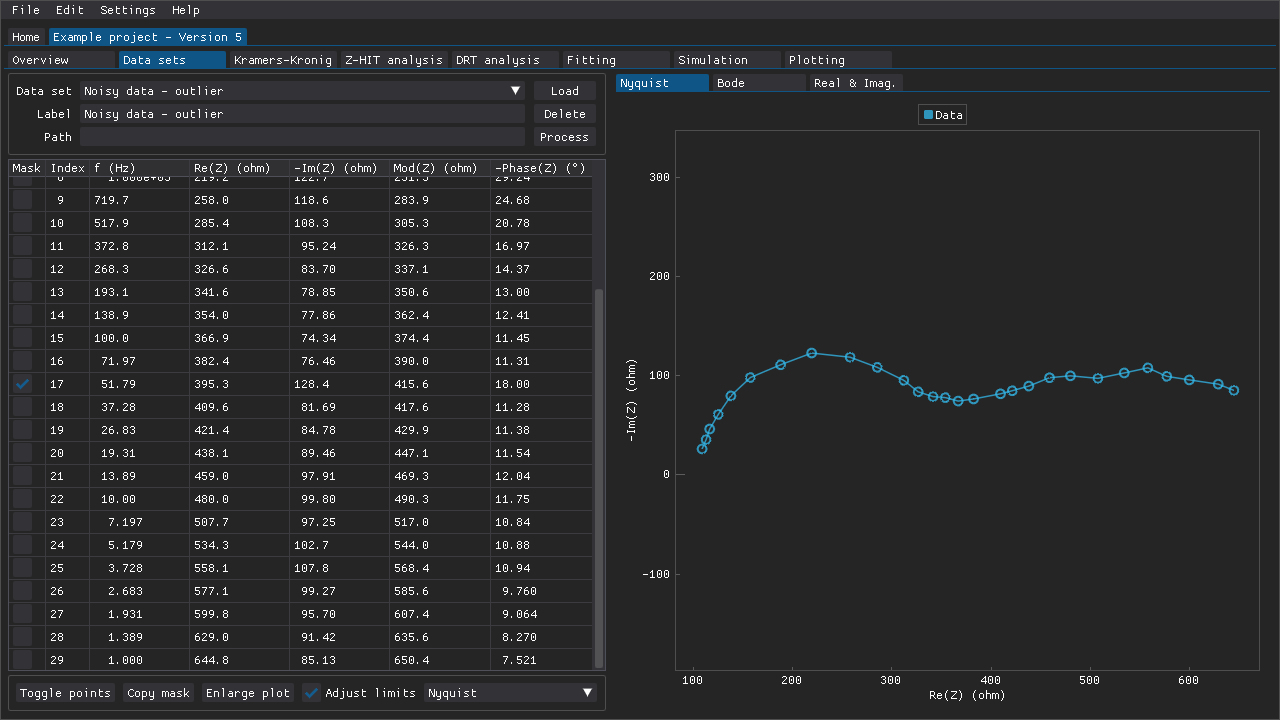 File Edit Settings Help
Home Example project - Version 5
Overview Data sets Kramers-Kronig Z-HIT analysis DRT analysis Fitting Simulation Plotting
Data set Noisy data - outlier Load
Label Noisy data - outlier Delete
Path Process
Mask Index f (Hz) Re(Z) (ohm) -Im(Z) (ohm) Mod(Z) (ohm) -Phase(Z) (°)
9 719.7 258.0 118.6 283.9 24.68
10 517.9 285.4 108.3 305.3 20.78
11 372.8 312.1 95.24 326.3 16.97
12 268.3 326.6 83.70 337.1 14.37
13 193.1 341.6 78.85 350.6 13.00
14 138.9 354.0 77.86 362.4 12.41
15 100.0 366.9 74.34 374.4 11.45
16 71.97 382.4 76.46 390.0 11.31
17 51.79 395.3 128.4 415.6 18.00
18 37.28 409.6 81.69 417.6 11.28
19 26.83 421.4 84.78 429.9 11.38
20 19.31 438.1 89.46 447.1 11.54
21 13.89 459.0 97.91 469.3 12.04
22 10.00 480.0 99.80 490.3 11.75
23 7.197 507.7 97.25 517.0 10.84
24 5.179 534.3 102.7 544.0 10.88
25 3.728 558.1 107.8 568.4 10.94
26 2.683 577.1 99.27 585.6 9.760
27 1.931 599.8 95.70 607.4 9.064
28 1.389 629.0 91.42 635.6 8.270
29 1.000 644.8 85.13 650.4 7.521
Toggle points Copy mask Enlarge plot Adjust limits Nyquist
Nyquist Bode Real & Imag.
Data
300
200
100
0
-100
-Im(Z) (ohm)
100 200 300 400 500 600
Re(Z) (ohm)